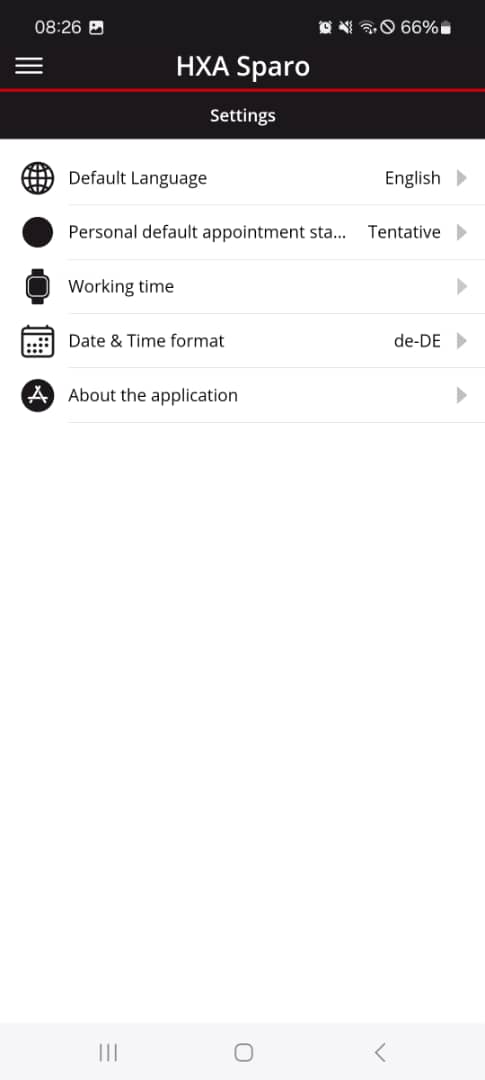 08:26 66%
HXA Sparo
Settings
Default Language English
Personal default appointment sta... Tentative
Working time
Date & Time format de-DE
About the application